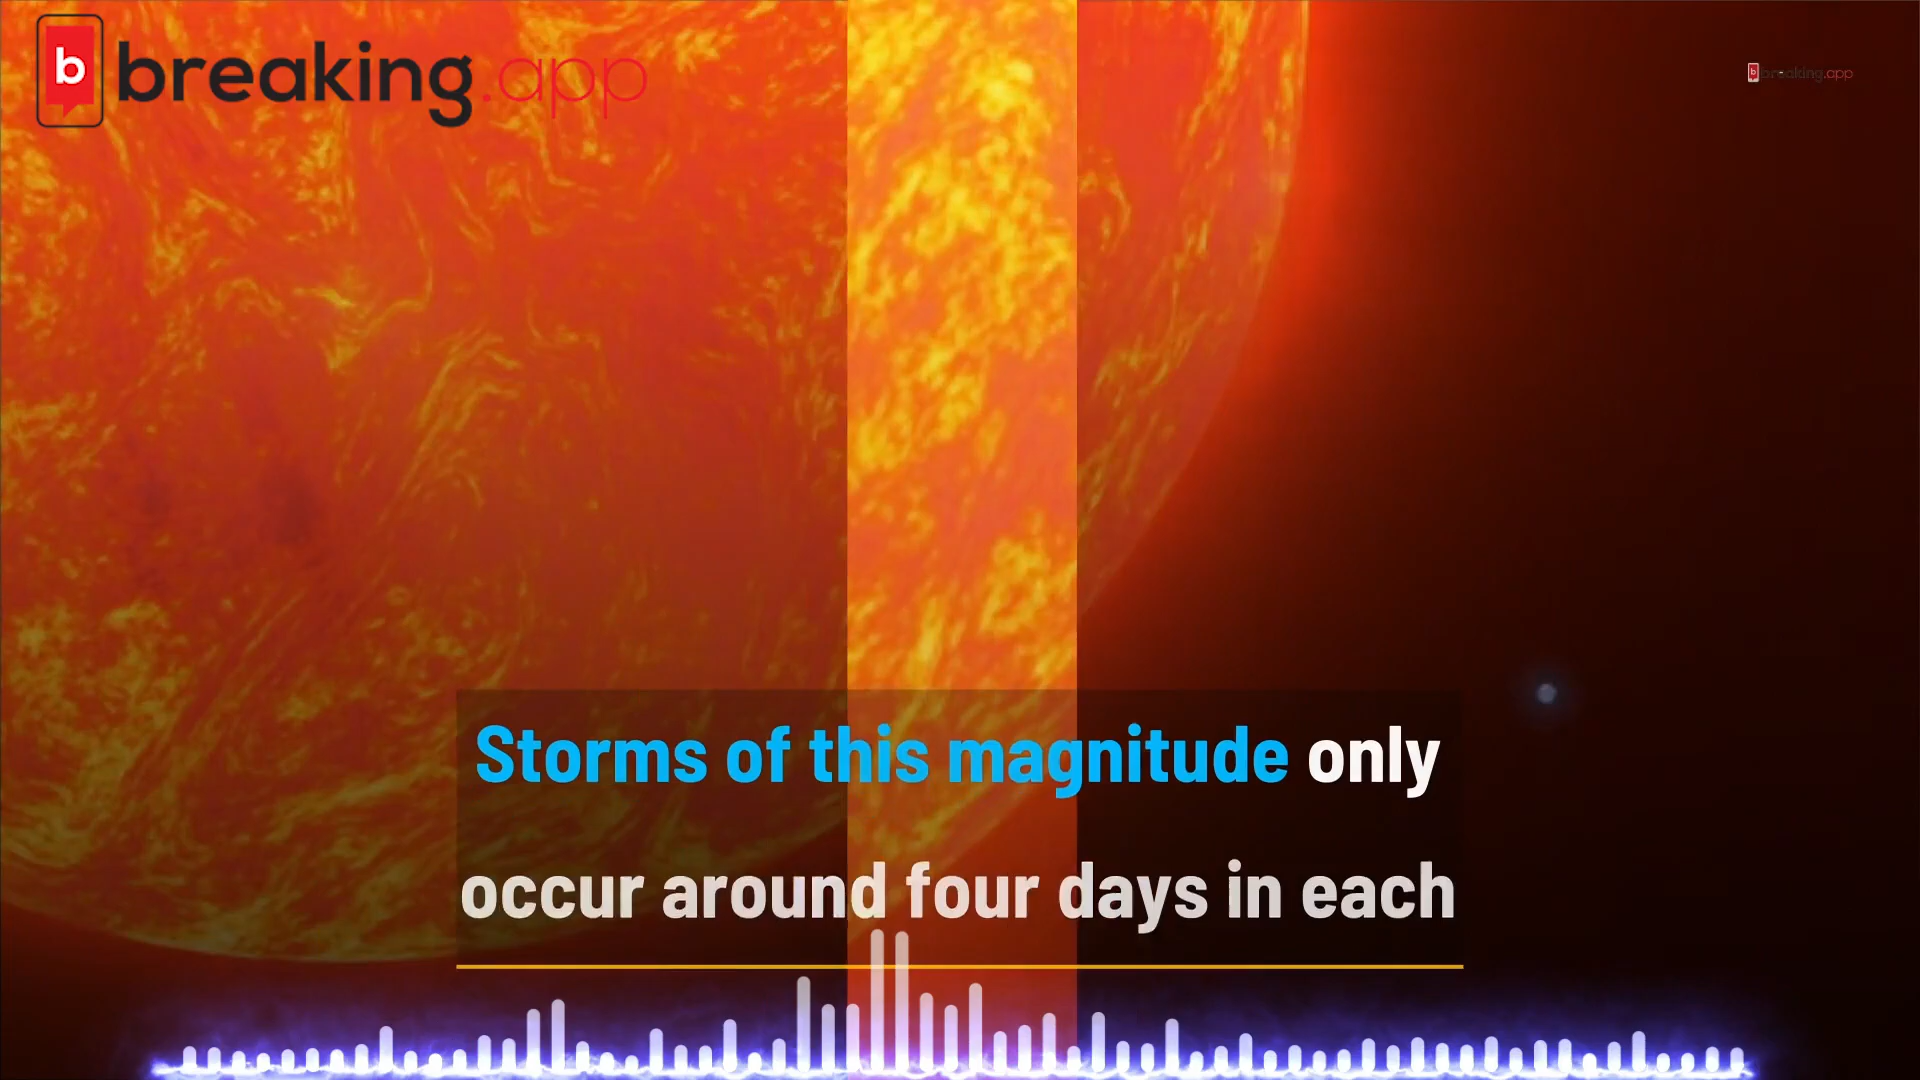 b breaking.app
b breaking.app
Storms of this magnitude only
occur around four days in each